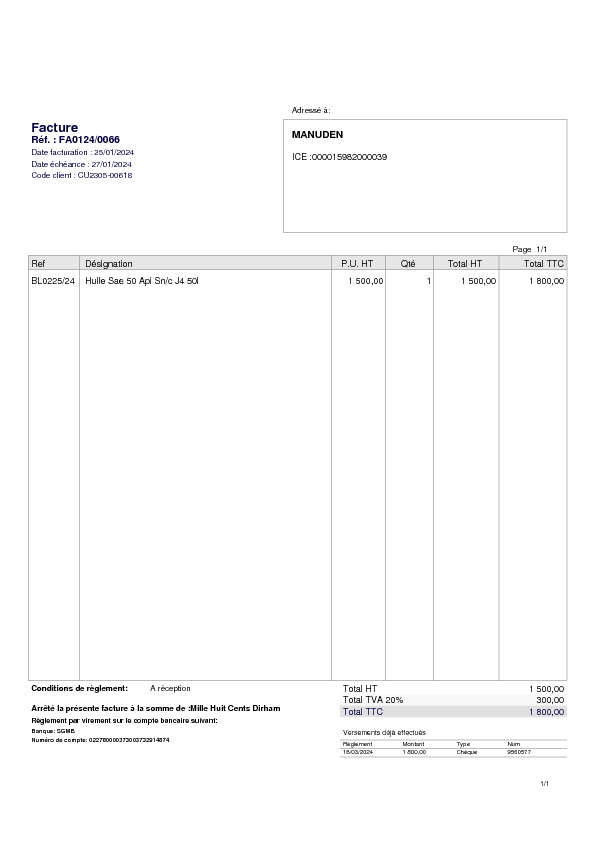 Adressé à:
Facture
Réf. : FA0124/0066
Date facturation : 25/01/2024
Date échéance : 27/01/2024
Code client : CU2305-00618
MANUDEN
ICE :000015982000039
Page 1/1
Ref Désignation P.U. HT Qté Total HT Total TTC
BL0225/24 Huile Sae 50 Api Sn/c J4 50l 1 500,00 1 1 500,00 1 800,00
Conditions de règlement: A réception
Total HT 1 500,00
Total TVA 20% 300,00
Total TTC 1 800,00
Arrêté la présente facture à la somme de :Mille Huit Cents Dirham
Règlement par virement sur le compte bancaire suivant:
Banque: SGMB
Numéro de compte:
Versements déjà effectués
Règlement Montant Type Num
18/03/2024 1 800,00 Chèque 9560577
1/1